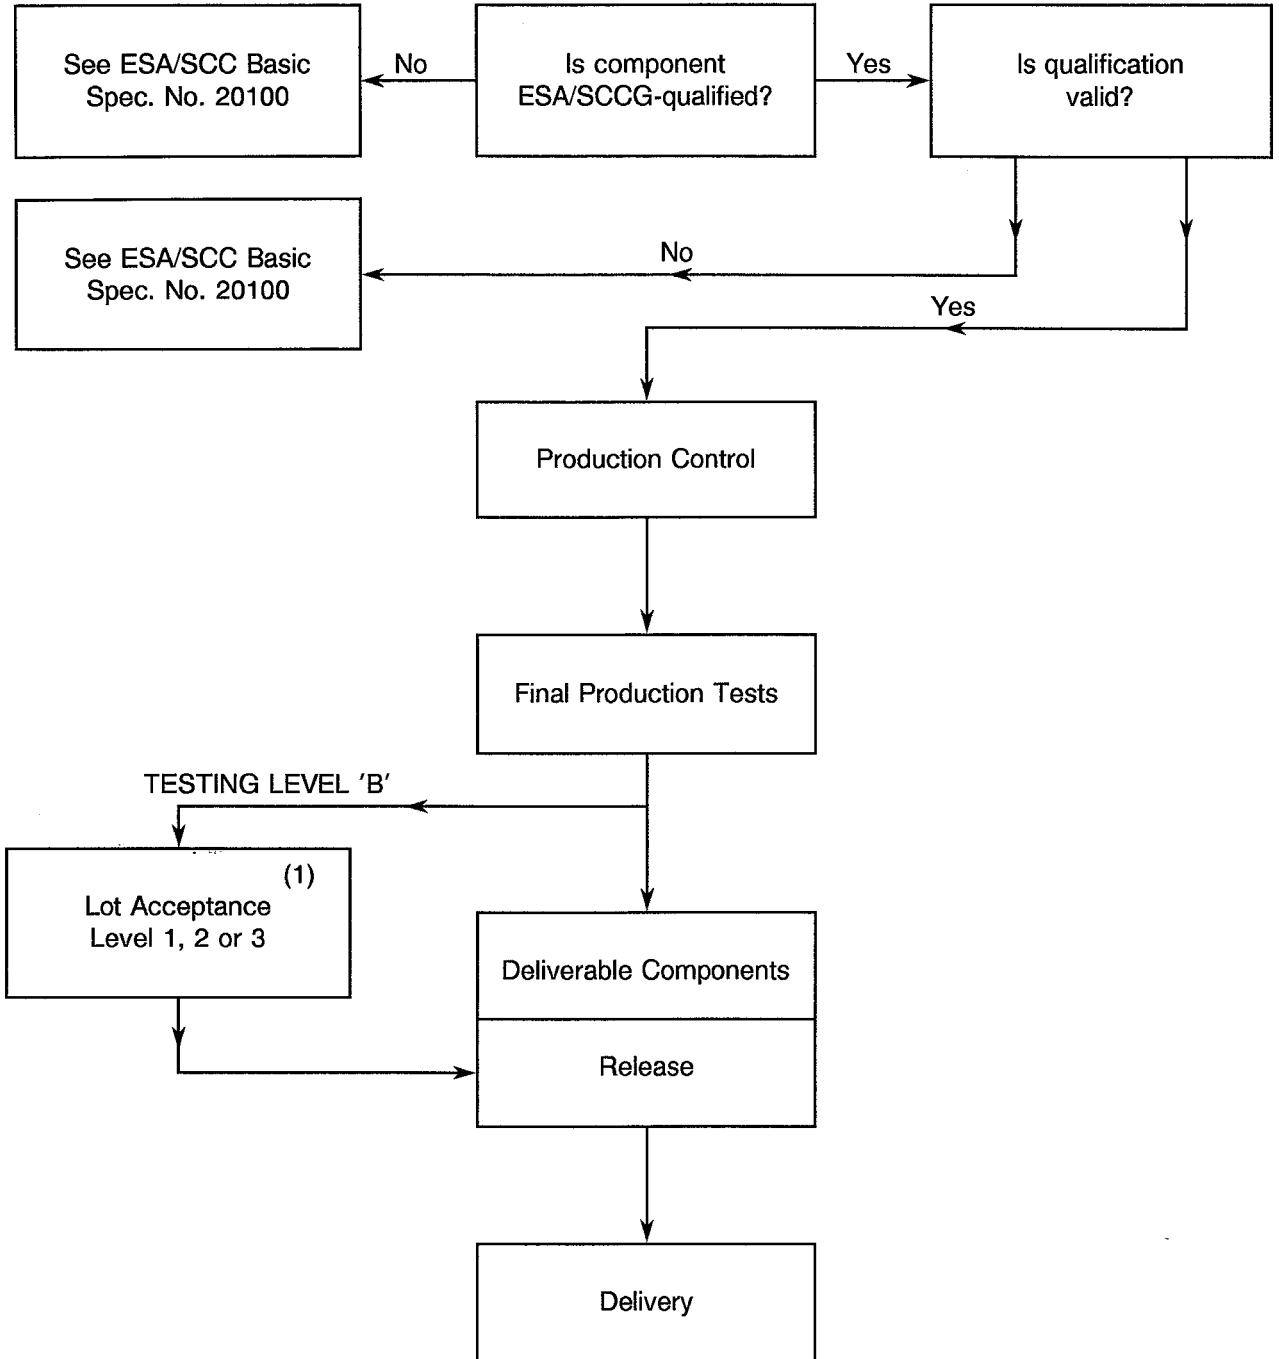 See ESA/SCC Basic
Spec. No. 20100
No
Is component
ESA/SCCG-qualified?
Yes
Is qualification
valid?
See ESA/SCC Basic
Spec. No. 20100
No
Yes
Production Control
Final Production Tests
TESTING LEVEL 'B'
(1)
Lot Acceptance
Level 1, 2 or 3
Deliverable Components
Release
Delivery